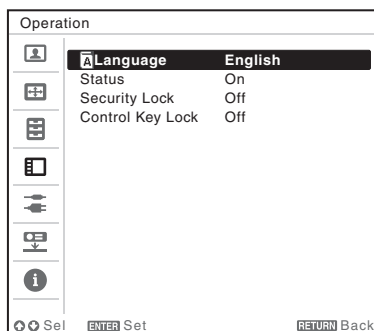 Operation
A Language English
Status On
Security Lock Off
Control Key Lock Off
Sel ENTER Set RETURN Back